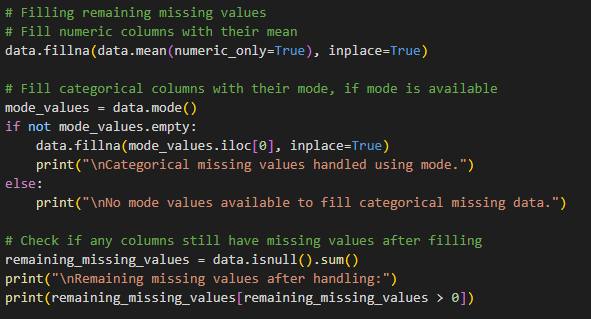 # Filling remaining missing values
# Fill numeric columns with their mean
data.fillna(data.mean(numeric_only=True), inplace=True)

# Fill categorical columns with their mode, if mode is available
mode_values = data.mode()
if not mode_values.empty:
    data.fillna(mode_values.iloc[0], inplace=True)
    print("\nCategorical missing values handled using mode.")
else:
    print("\nNo mode values available to fill categorical missing data.")

# Check if any columns still have missing values after filling
remaining_missing_values = data.isnull().sum()
print("\nRemaining missing values after handling:")
print(remaining_missing_values[remaining_missing_values > 0])